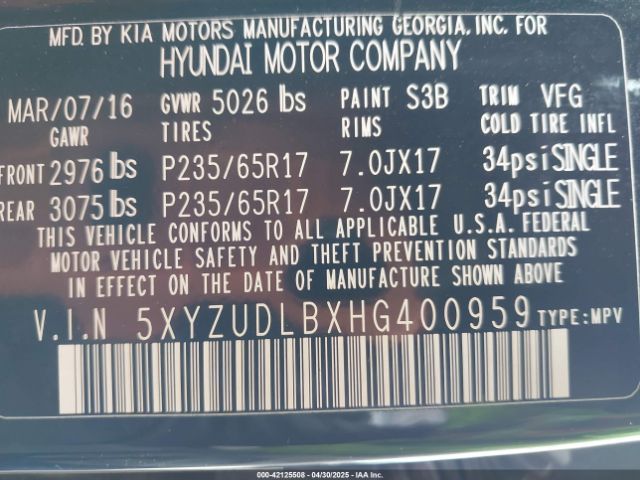 MFD. BY KIA MOTORS MANUFACTURING GEORGIA, INC. FOR
HYUNDAI MOTOR COMPANY
MAR/07/16 GVWR 5026 lbs PAINT S3B TRIM VFG
GAWR TIRES RIMS COLD TIRE INFL
FRONT 2976 lbs P235/65R17 7.0JX17 34psi SINGLE
REAR 3075 lbs P235/65R17 7.0JX17 34psi SINGLE
THIS VEHICLE CONFORMS TO ALL APPLICABLE U.S.A. FEDERAL
MOTOR VEHICLE SAFETY AND THEFT PREVENTION STANDARDS
IN EFFECT ON THE DATE OF MANUFACTURE SHOWN ABOVE
V.I.N 5XYZUDLBXHG400959 TYPE: MPV
000-42125508 - 04/30/2025 - IAAI.COM